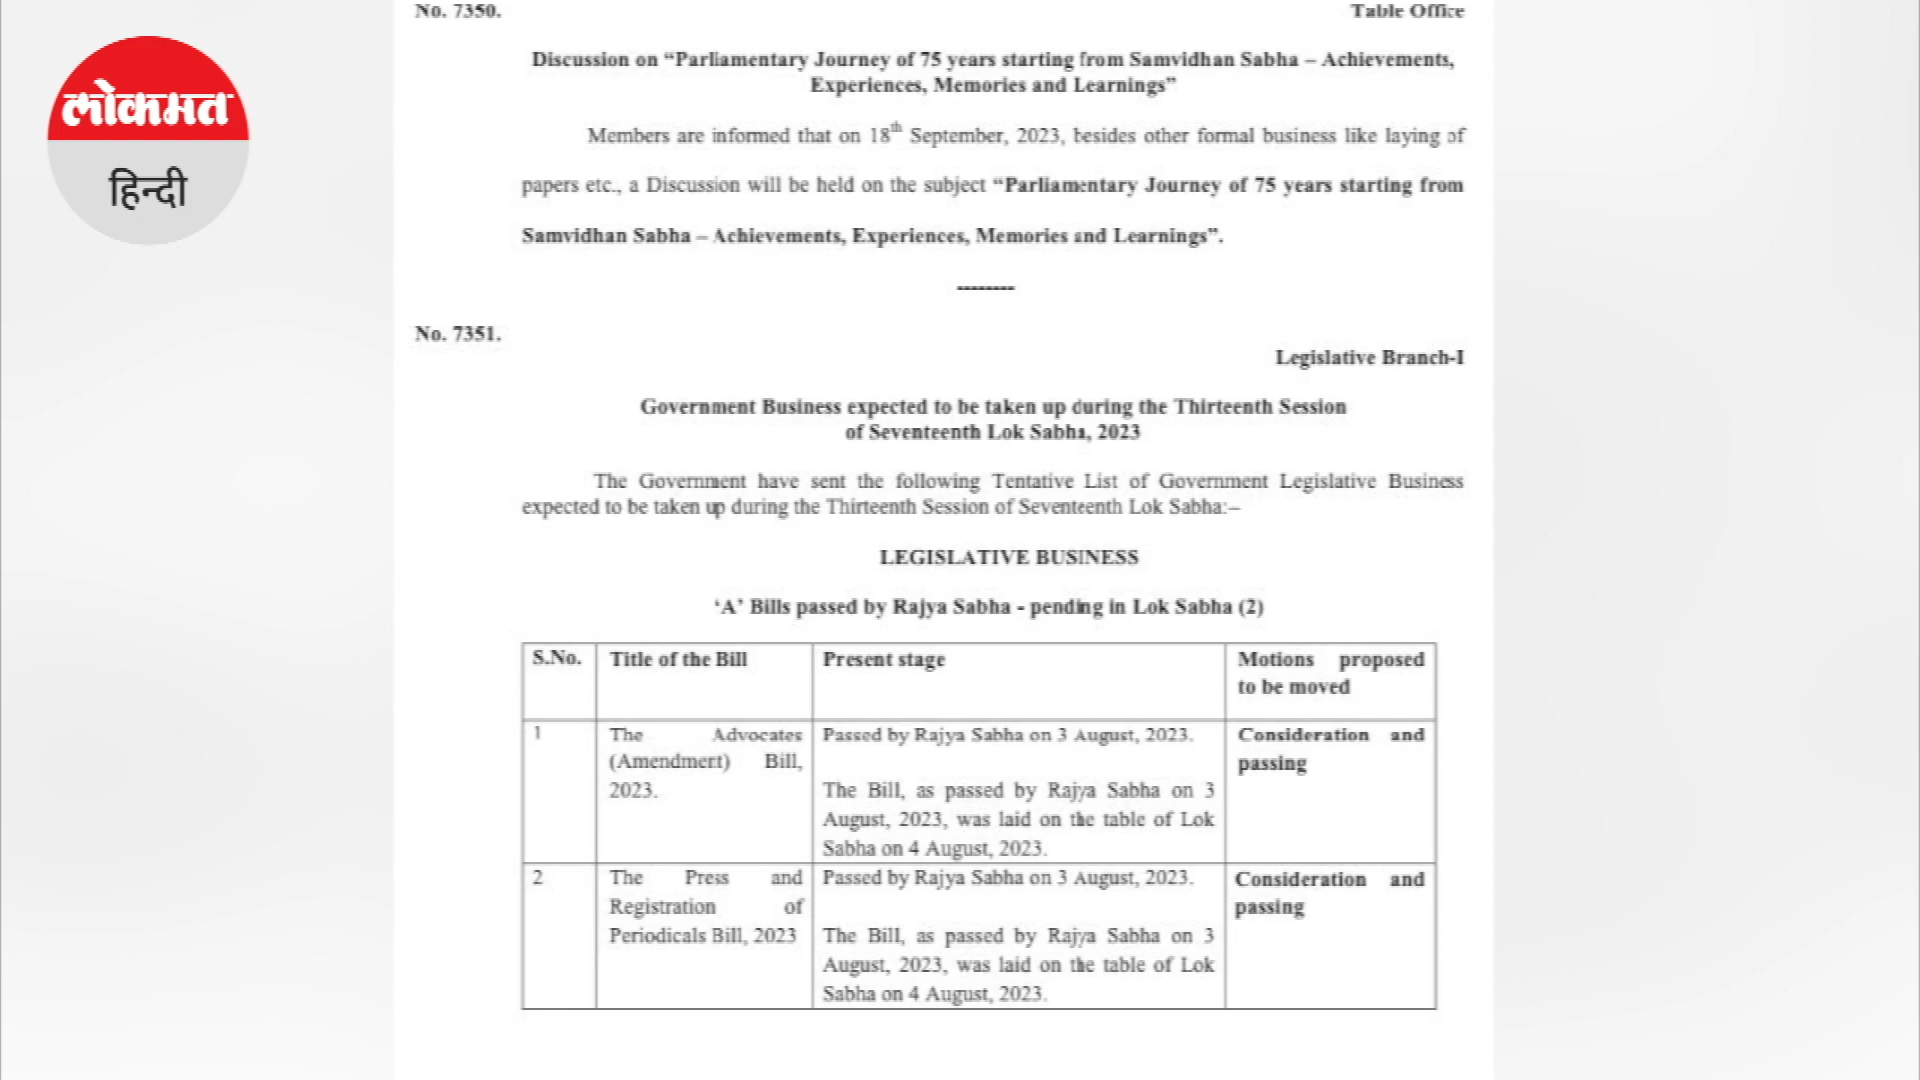 लोकमत
हिन्दी
No. 7350.
Table Office
Discussion on “Parliamentary Journey of 75 years starting from Samvidhan Sabha – Achievements,
Experiences, Memories and Learnings”
Members are informed that on 18th September, 2023, besides other formal business like laying of
papers etc., a Discussion will be held on the subject “Parliamentary Journey of 75 years starting from
Samvidhan Sabha – Achievements, Experiences, Memories and Learnings”.
--------
No. 7351.
Legislative Branch-I
Government Business expected to be taken up during the Thirteenth Session
of Seventeenth Lok Sabha, 2023
The Government have sent the following Tentative List of Government Legislative Business
expected to be taken up during the Thirteenth Session of Seventeenth Lok Sabha:–
LEGISLATIVE BUSINESS
‘A’ Bills passed by Rajya Sabha - pending in Lok Sabha (2)
S.No.
Title of the Bill
Present stage
Motions proposed
to be moved
1
The Advocates
(Amendment) Bill,
2023.
Passed by Rajya Sabha on 3 August, 2023.
The Bill, as passed by Rajya Sabha on 3
August, 2023, was laid on the table of Lok
Sabha on 4 August, 2023.
Consideration and
passing
2
The Press and
Registration of
Periodicals Bill, 2023
Passed by Rajya Sabha on 3 August, 2023.
The Bill, as passed by Rajya Sabha on 3
August, 2023, was laid on the table of Lok
Sabha on 4 August, 2023.
Consideration and
passing